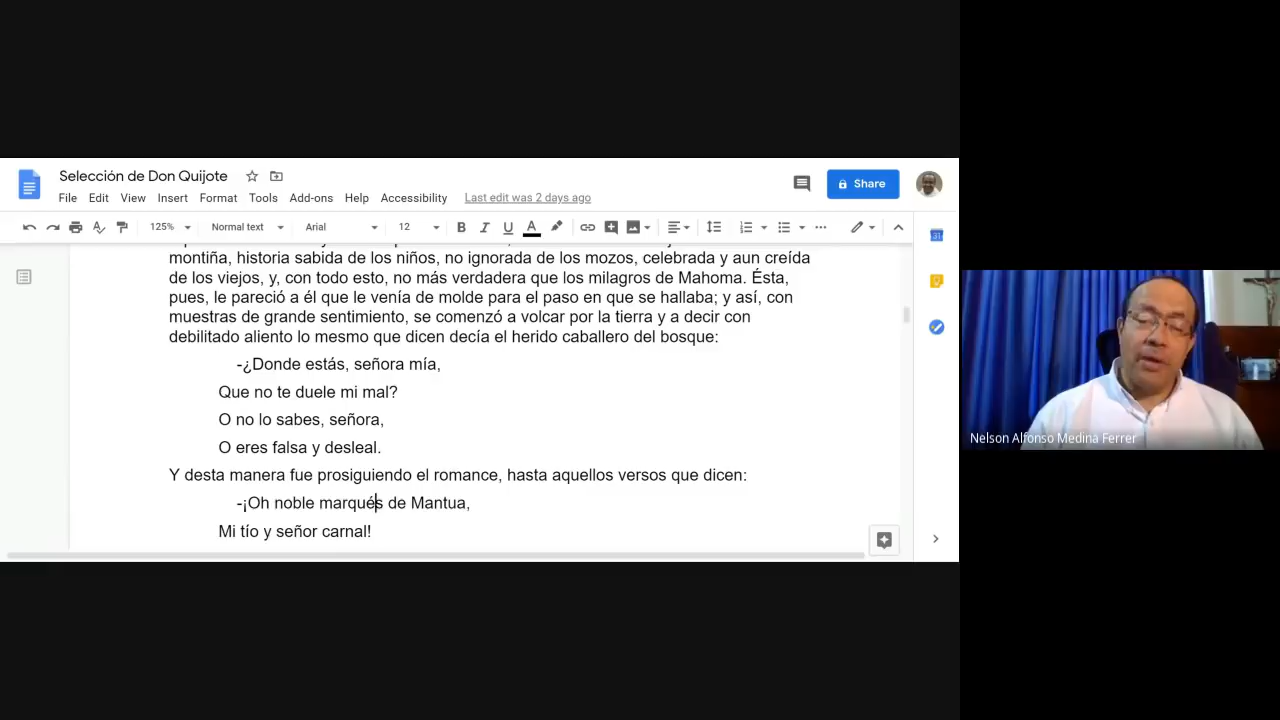 Selección de Don Quijote
File Edit View Insert Format Tools Add-ons Help Accessibility Last edit was 2 days ago
Share
125% Normal text Arial 12 B I U A
31
montiña, historia sabida de los niños, no ignorada de los mozos, celebrada y aun creída
de los viejos, y, con todo esto, no más verdadera que los milagros de Mahoma. Ésta,
pues, le pareció a él que le venía de molde para el paso en que se hallaba; y así, con
muestras de grande sentimiento, se comenzó a volcar por la tierra y a decir con
debilitado aliento lo mesmo que dicen decía el herido caballero del bosque:
-¿Donde estás, señora mía,
Que no te duele mi mal?
O no lo sabes, señora,
O eres falsa y desleal.
Y desta manera fue prosiguiendo el romance, hasta aquellos versos que dicen:
-¡Oh noble marqués de Mantua,
Mi tío y señor carnal!
Nelson Alfonso Medina Ferrer